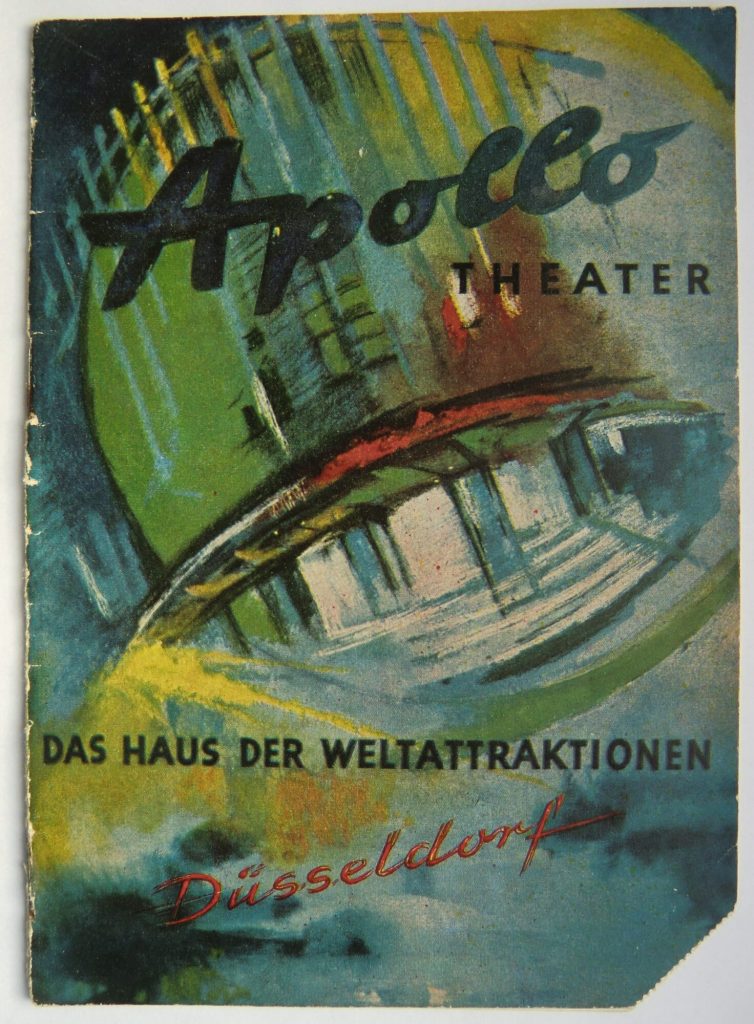 Apollo
THEATER
DAS HAUS DER WELTATTRAKTIONEN
Düsseldorf